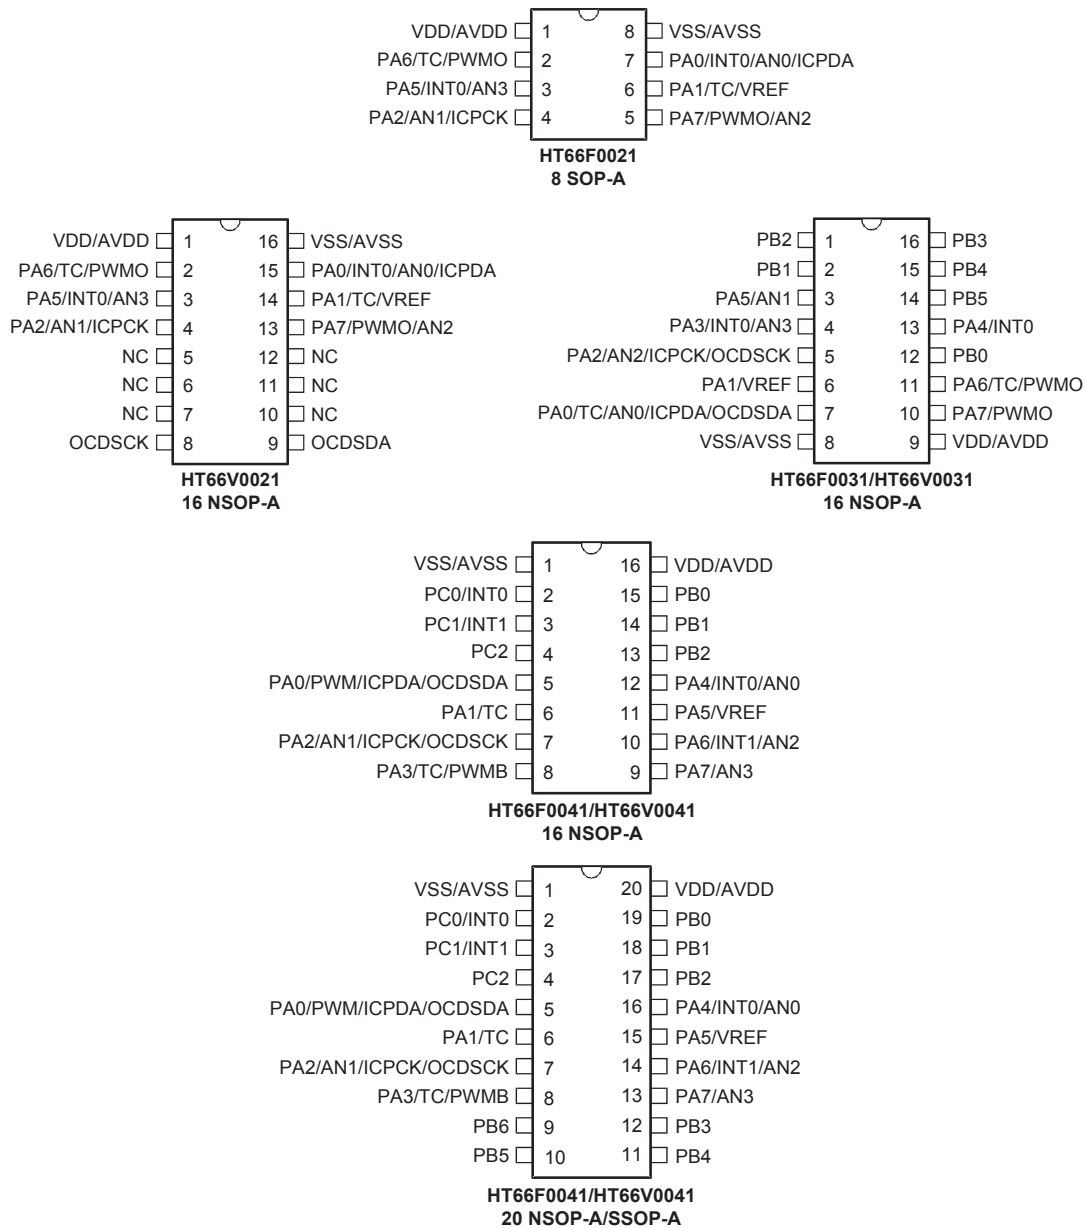 VDD/AVDD 1 8 VSS/AVSS
PA6/TC/PWMO 2 7 PA0/INT0/AN0/ICPDA
PA5/INT0/AN3 3 6 PA1/TC/VREF
PA2/AN1/ICPCK 4 5 PA7/PWMO/AN2
HT66F0021
8 SOP-A
VDD/AVDD 1 16 VSS/AVSS
PA6/TC/PWMO 2 15 PA0/INT0/AN0/ICPDA
PA5/INT0/AN3 3 14 PA1/TC/VREF
PA2/AN1/ICPCK 4 13 PA7/PWMO/AN2
NC 5 12 NC
NC 6 11 NC
NC 7 10 NC
OCDSCK 8 9 OCDSDA
HT66V0021
16 NSOP-A
PB2 1 16 PB3
PB1 2 15 PB4
PA5/AN1 3 14 PB5
PA3/INT0/AN3 4 13 PA4/INT0
PA2/AN2/ICPCK/OCDSCK 5 12 PB0
PA1/VREF 6 11 PA6/TC/PWMO
PA0/TC/AN0/ICPDA/OCDSDA 7 10 PA7/PWMO
VSS/AVSS 8 9 VDD/AVDD
HT66F0031/HT66V0031
16 NSOP-A
VSS/AVSS 1 16 VDD/AVDD
PC0/INT0 2 15 PB0
PC1/INT1 3 14 PB1
PC2 4 13 PB2
PA0/PWM/ICPDA/OCDSDA 5 12 PA4/INT0/AN0
PA1/TC 6 11 PA5/VREF
PA2/AN1/ICPCK/OCDSCK 7 10 PA6/INT1/AN2
PA3/TC/PWMB 8 9 PA7/AN3
HT66F0041/HT66V0041
16 NSOP-A
VSS/AVSS 1 20 VDD/AVDD
PC0/INT0 2 19 PB0
PC1/INT1 3 18 PB1
PC2 4 17 PB2
PA0/PWM/ICPDA/OCDSDA 5 16 PA4/INT0/AN0
PA1/TC 6 15 PA5/VREF
PA2/AN1/ICPCK/OCDSCK 7 14 PA6/INT1/AN2
PA3/TC/PWMB 8 13 PA7/AN3
PB6 9 12 PB3
PB5 10 11 PB4
HT66F0041/HT66V0041
20 NSOP-A/SSOP-A